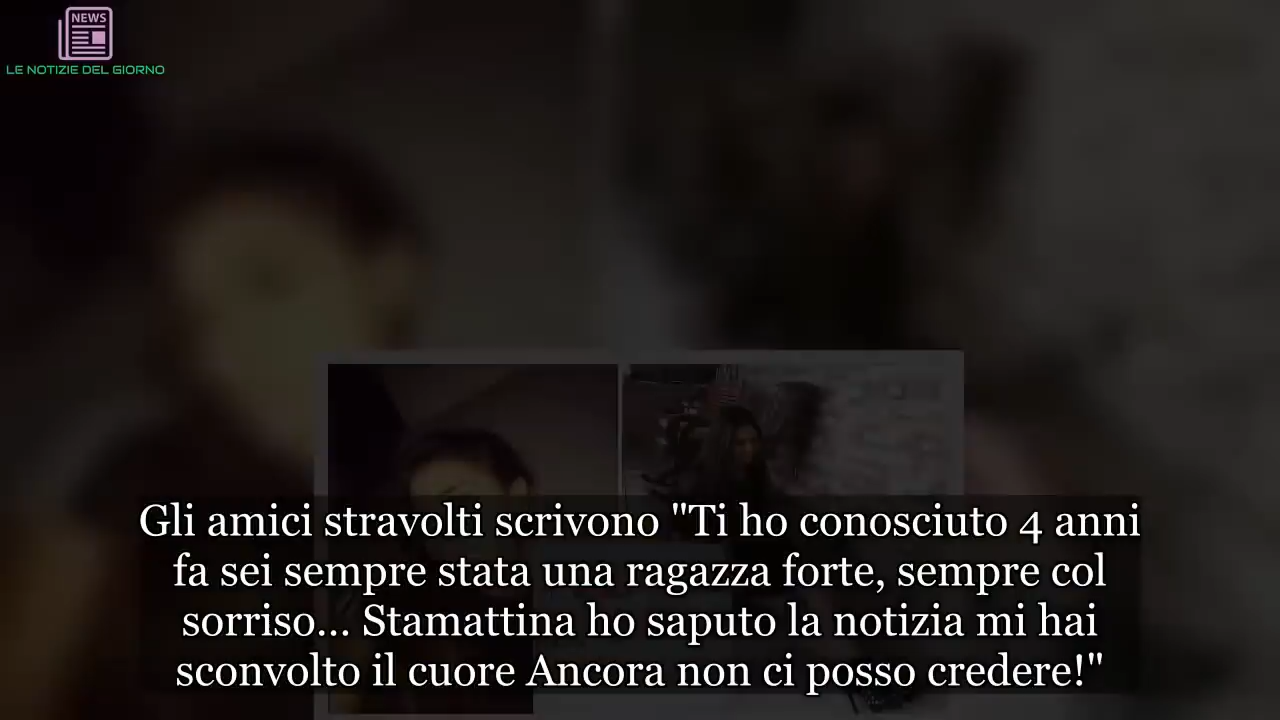 NEWS
LE NOTIZIE DEL GIORNO
Gli amici stravolti scrivono "Ti ho conosciuto 4 anni
fa sei sempre stata una ragazza forte, sempre col
sorriso... Stamattina ho saputo la notizia mi hai
sconvolto il cuore Ancora non ci posso credere!"